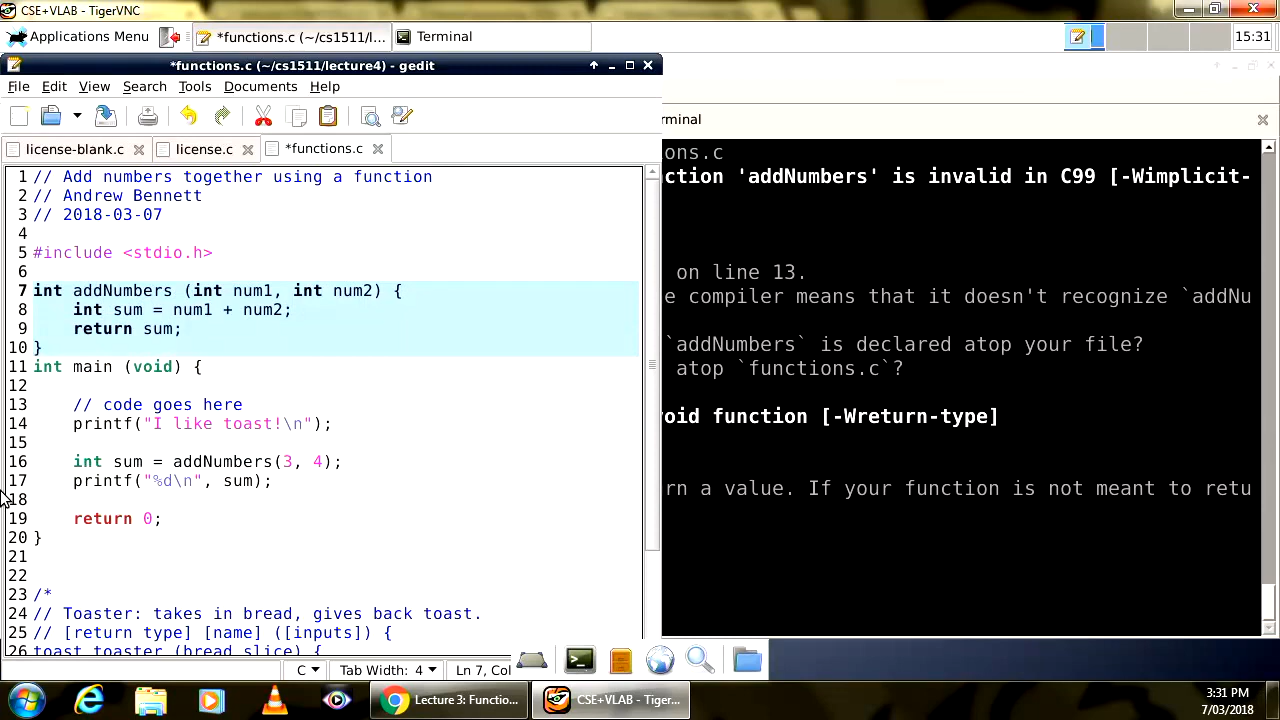 CSE+VLAB - TigerVNC
Applications Menu
*functions.c (~/cs1511/l...
Terminal
15:31
*functions.c (~/cs1511/lecture4) - gedit
File Edit View Search Tools Documents Help
license-blank.c
license.c
*functions.c
1 // Add numbers together using a function
2 // Andrew Bennett
3 // 2018-03-07
4
5 #include <stdio.h>
6
7 int addNumbers (int num1, int num2) {
8 int sum = num1 + num2;
9 return sum;
10 }
11 int main (void) {
12
13 // code goes here
14 printf("I like toast!\n");
15
16 int sum = addNumbers(3, 4);
17 printf("%d\n", sum);
18
19 return 0;
20 }
21
22
23 /*
24 // Toaster: takes in bread, gives back toast.
25 // [return type] [name] ([inputs]) {
26 toast toaster (bread slice) {
C
Tab Width: 4
Ln 7, Col
rminal
ons.c
ction 'addNumbers' is invalid in C99 [-Wimplicit-
on line 13.
e compiler means that it doesn't recognize `addNu
`addNumbers` is declared atop your file?
atop `functions.c`?
oid function [-Wreturn-type]
rn a value. If your function is not meant to retu
Lecture 3: Functio...
CSE+VLAB - Tiger...
3:31 PM
7/03/2018